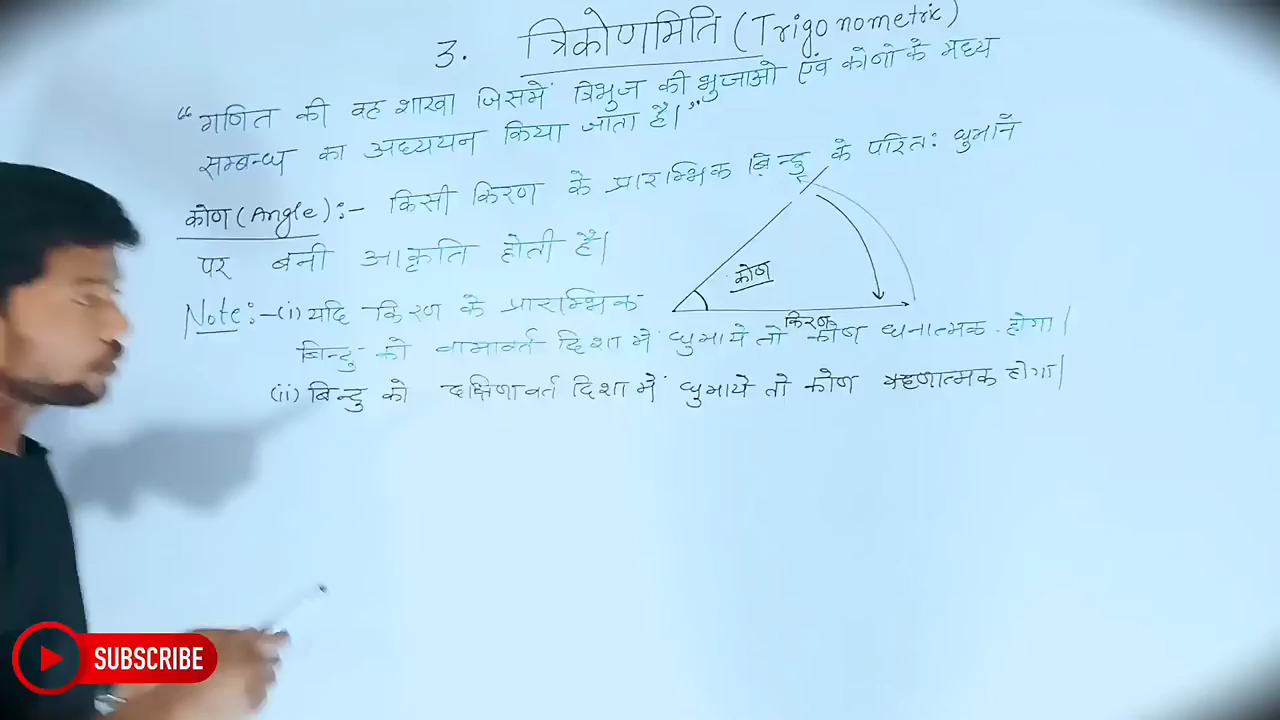 3. त्रिकोणमिति (Trigonometric)
“गणित की वह शाखा जिसमें त्रिभुज की भुजाओ एवं कोनो के मध्य
सम्बन्ध का अध्ययन किया जाता है।”
कोण (Angle) :- किसी किरण के प्रारम्भिक बिन्दु के परितः घुमाने
पर बनी आकृति होती है।
कोण
किरण
Note :- (i) यदि किरण के प्रारम्भिक
बिन्दु को वामावर्त दिशा में घुमाये तो कोण धनात्मक होगा।
(ii) बिन्दु को दक्षिणावर्त दिशा में घुमाये तो कोण ऋणात्मक होगा।
SUBSCRIBE